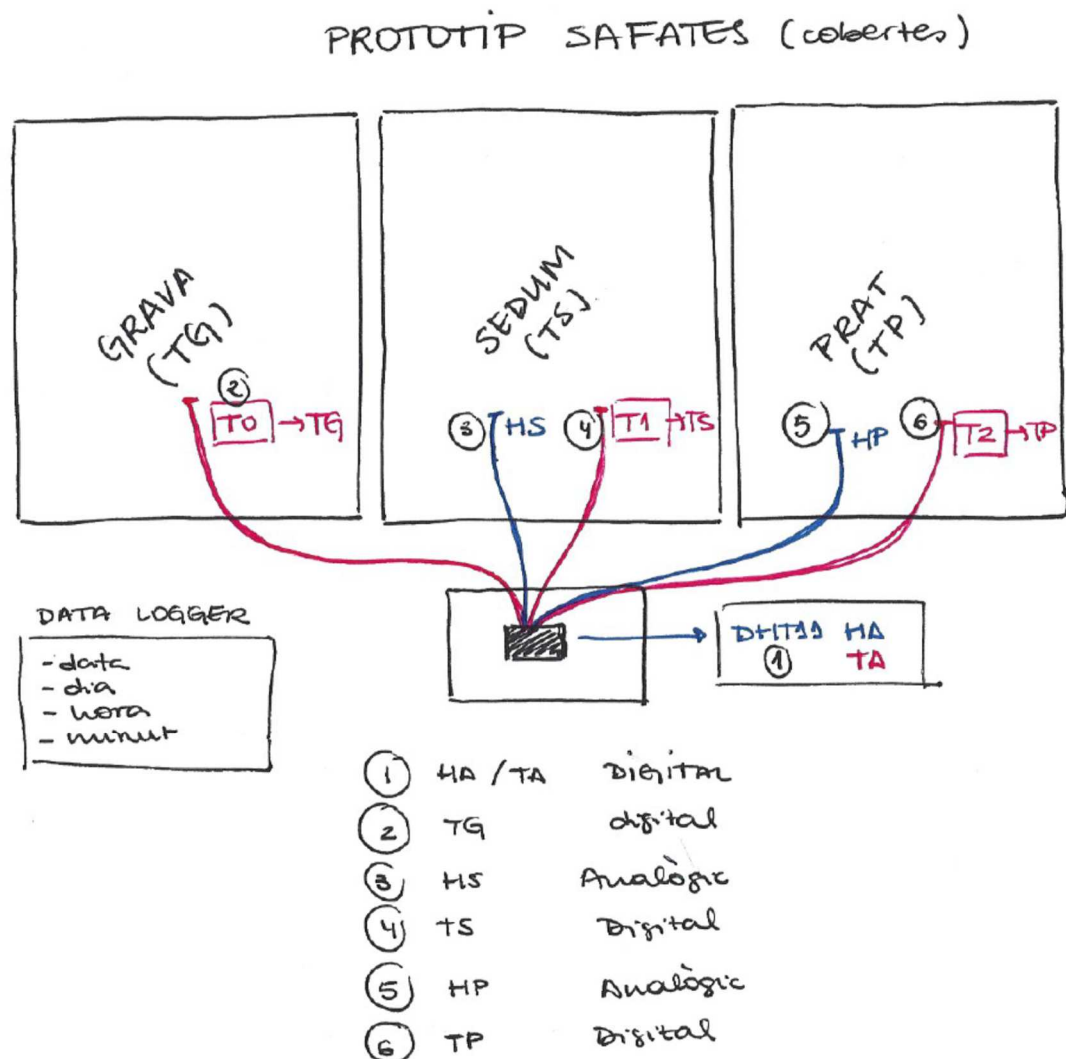 PROTOTIP SAFATES (cobertes)
GRAVA
(TG)
2
T0 → TG
SEDUM
(TS)
3 HS
4 T1 → TS
PRAT
(TP)
5 HP
6 T2 → TP
DATA LOGGER
- data
- dia
- hora
- minut
DHT11 HA
1 TA
1 HA / TA DIGITAL
2 TG digital
3 HS Analògic
4 TS Digital
5 HP Analògic
6 TP Digital